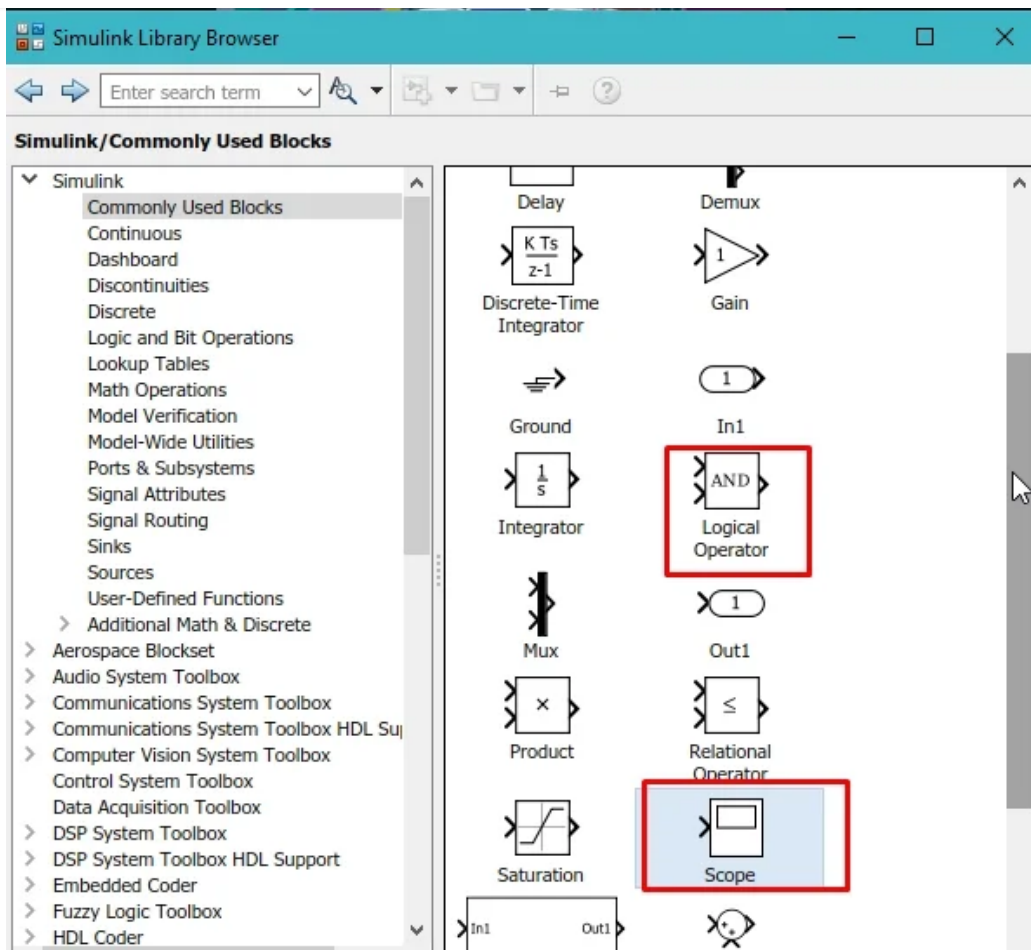 Simulink Library Browser
Enter search term
Simulink/Commonly Used Blocks
Simulink
Commonly Used Blocks
Continuous
Dashboard
Discontinuities
Discrete
Logic and Bit Operations
Lookup Tables
Math Operations
Model Verification
Model-Wide Utilities
Ports & Subsystems
Signal Attributes
Signal Routing
Sinks
Sources
User-Defined Functions
Additional Math & Discrete
Aerospace Blockset
Audio System Toolbox
Communications System Toolbox
Communications System Toolbox HDL Su
Computer Vision System Toolbox
Control System Toolbox
Data Acquisition Toolbox
DSP System Toolbox
DSP System Toolbox HDL Support
Embedded Coder
Fuzzy Logic Toolbox
HDL Coder
Delay
Demux
K Ts
z-1
Discrete-Time
Integrator
1
Gain
Ground
1
In1
1
s
Integrator
AND
Logical
Operator
Mux
1
Out1
×
Product
≤
Relational
Operator
Saturation
Scope
In1 Out1